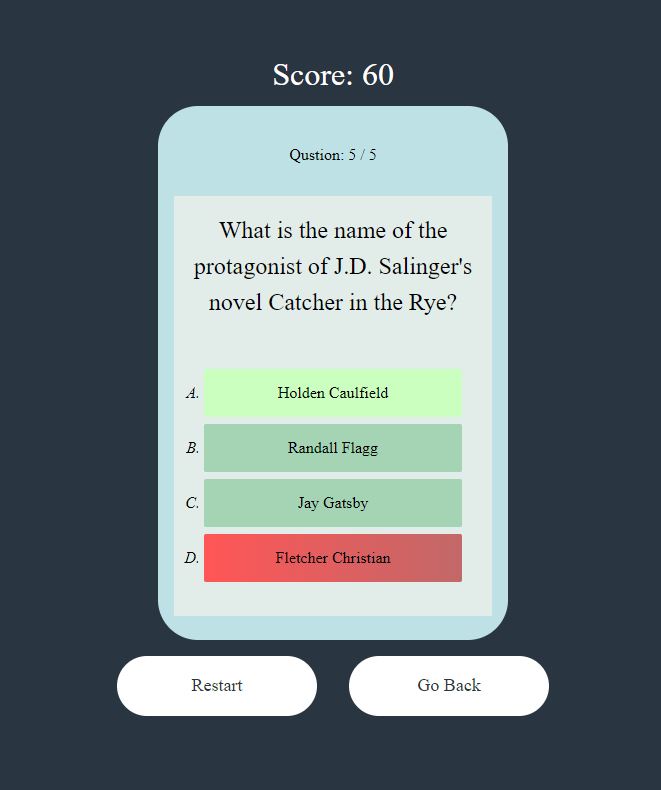 Score: 60
Qustion: 5 / 5
What is the name of the
protagonist of J.D. Salinger's
novel Catcher in the Rye?
A. Holden Caulfield
B. Randall Flagg
C. Jay Gatsby
D. Fletcher Christian
Restart Go Back